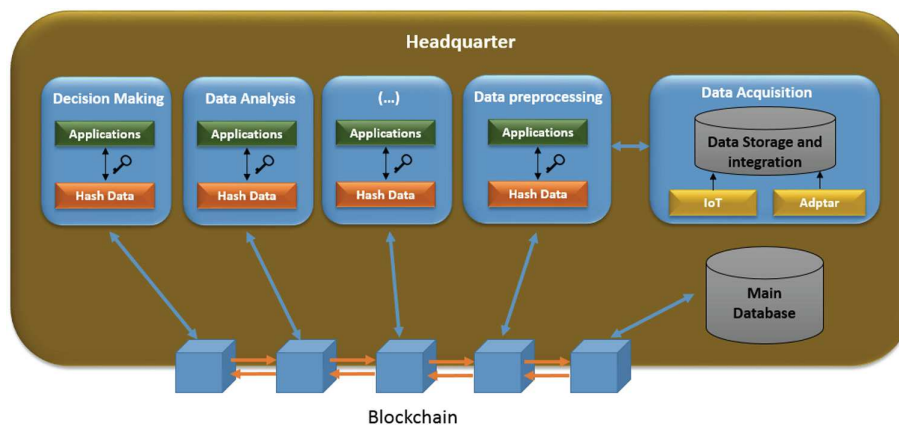 Headquarter
Decision Making
Applications
Hash Data
Data Analysis
Applications
Hash Data
(...)
Applications
Hash Data
Data preprocessing
Applications
Hash Data
Data Acquisition
Data Storage and
integration
IoT
Adptar
Main
Database
Blockchain